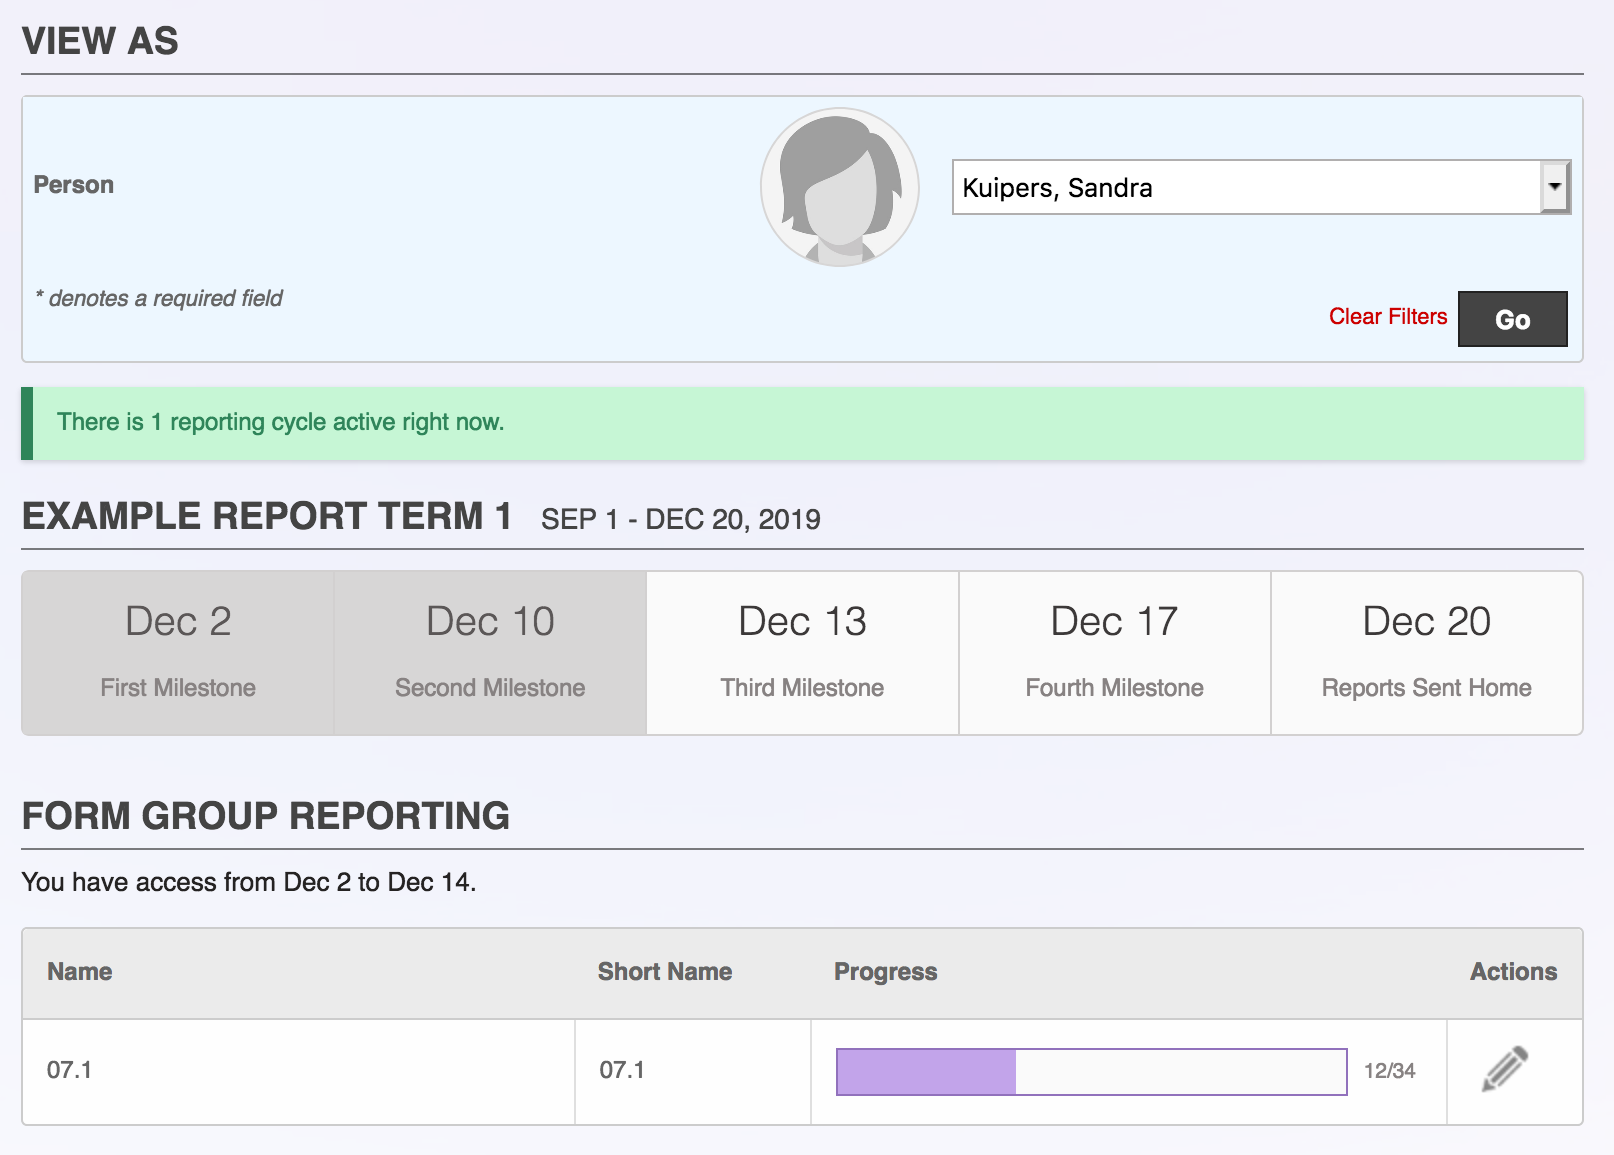 VIEW AS
Person
Kuipers, Sandra
* denotes a required field
Clear Filters
Go
There is 1 reporting cycle active right now.
EXAMPLE REPORT TERM 1 SEP 1 - DEC 20, 2019
Dec 2 Dec 10 Dec 13 Dec 17 Dec 20
First Milestone Second Milestone Third Milestone Fourth Milestone Reports Sent Home
FORM GROUP REPORTING
You have access from Dec 2 to Dec 14.
Name Short Name Progress Actions
07.1 07.1 12/34